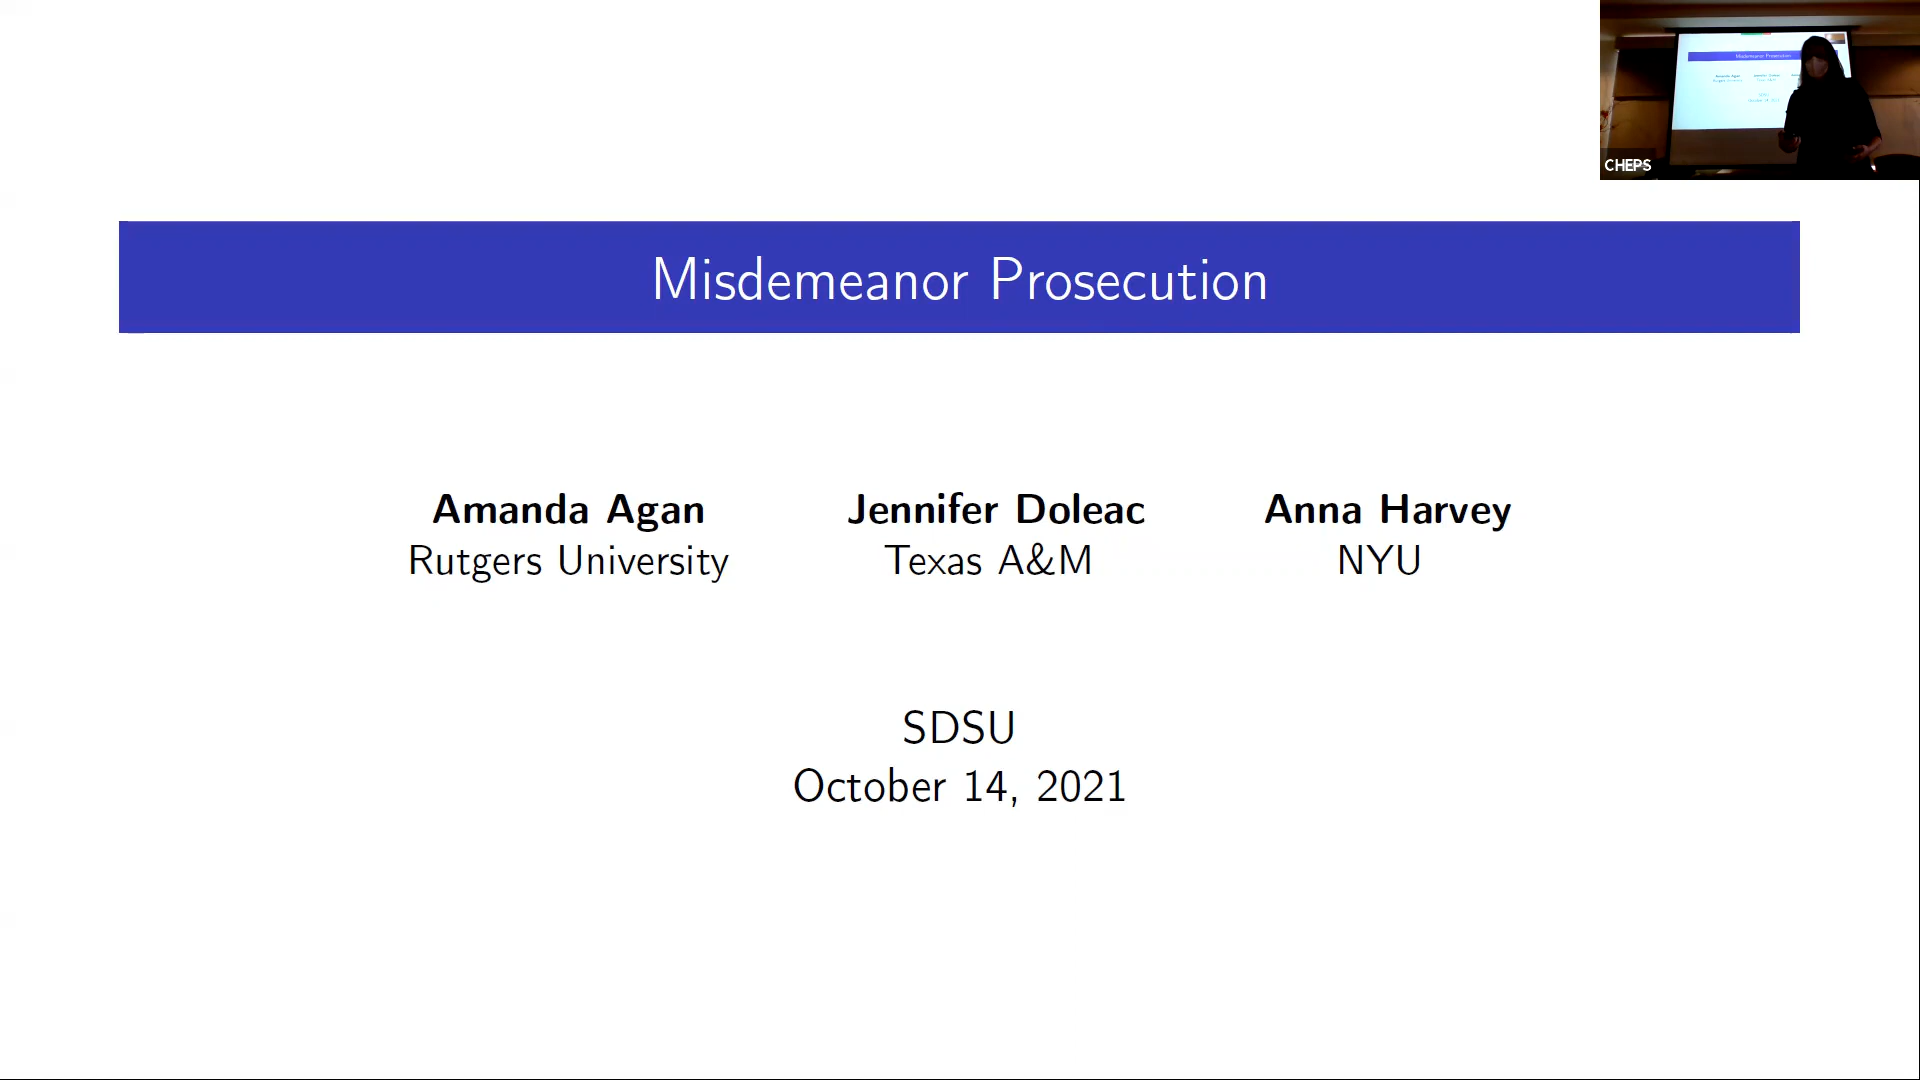 CHEPS
Misdemeanor Prosecution
Amanda Agan Jennifer Doleac Anna Harvey
Rutgers University Texas A&M NYU
SDSU
October 14, 2021